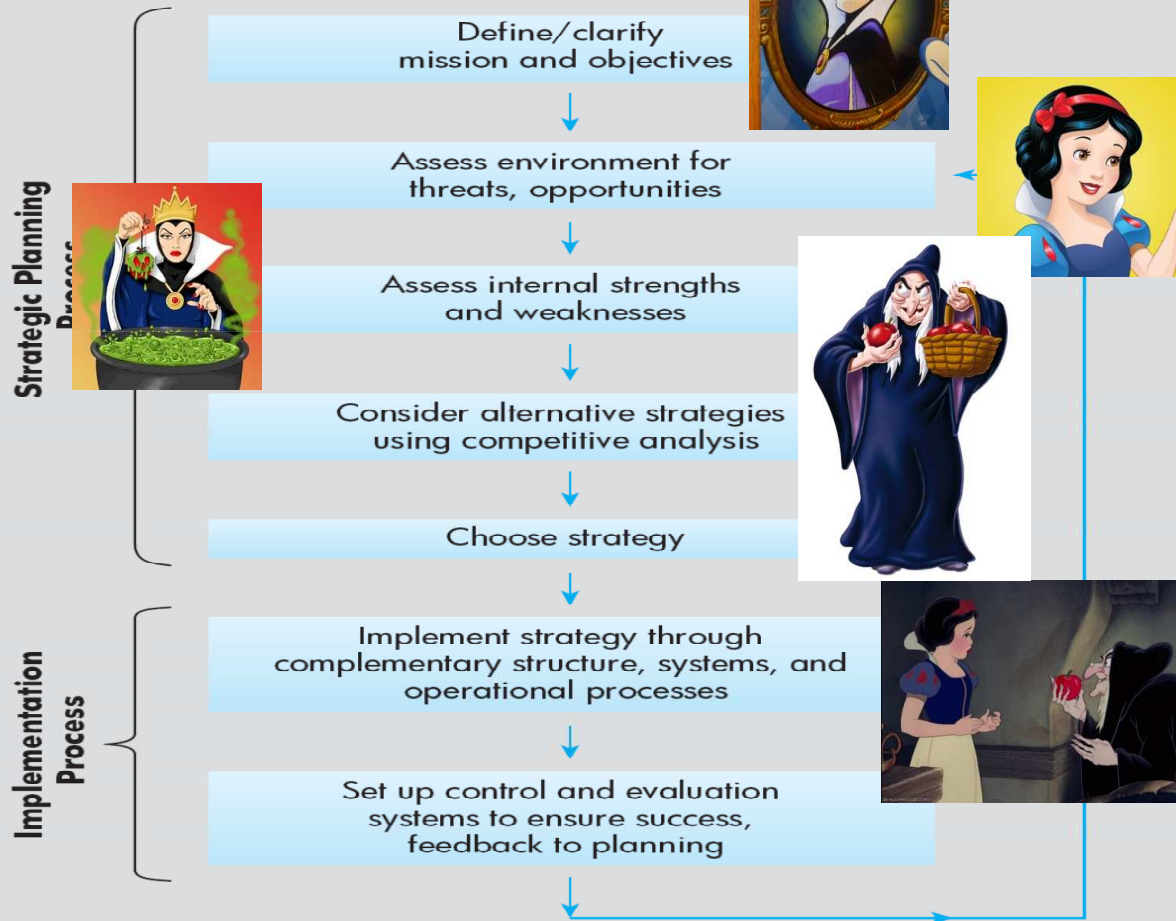 Define/clarify
mission and objectives
Assess environment for
threats, opportunities
Strategic Planning
Assess internal strengths
and weaknesses
Consider alternative strategies
using competitive analysis
Choose strategy
Implement strategy through
complementary structure, systems, and
operational processes
Implementation
Process
Set up control and evaluation
systems to ensure success,
feedback to planning